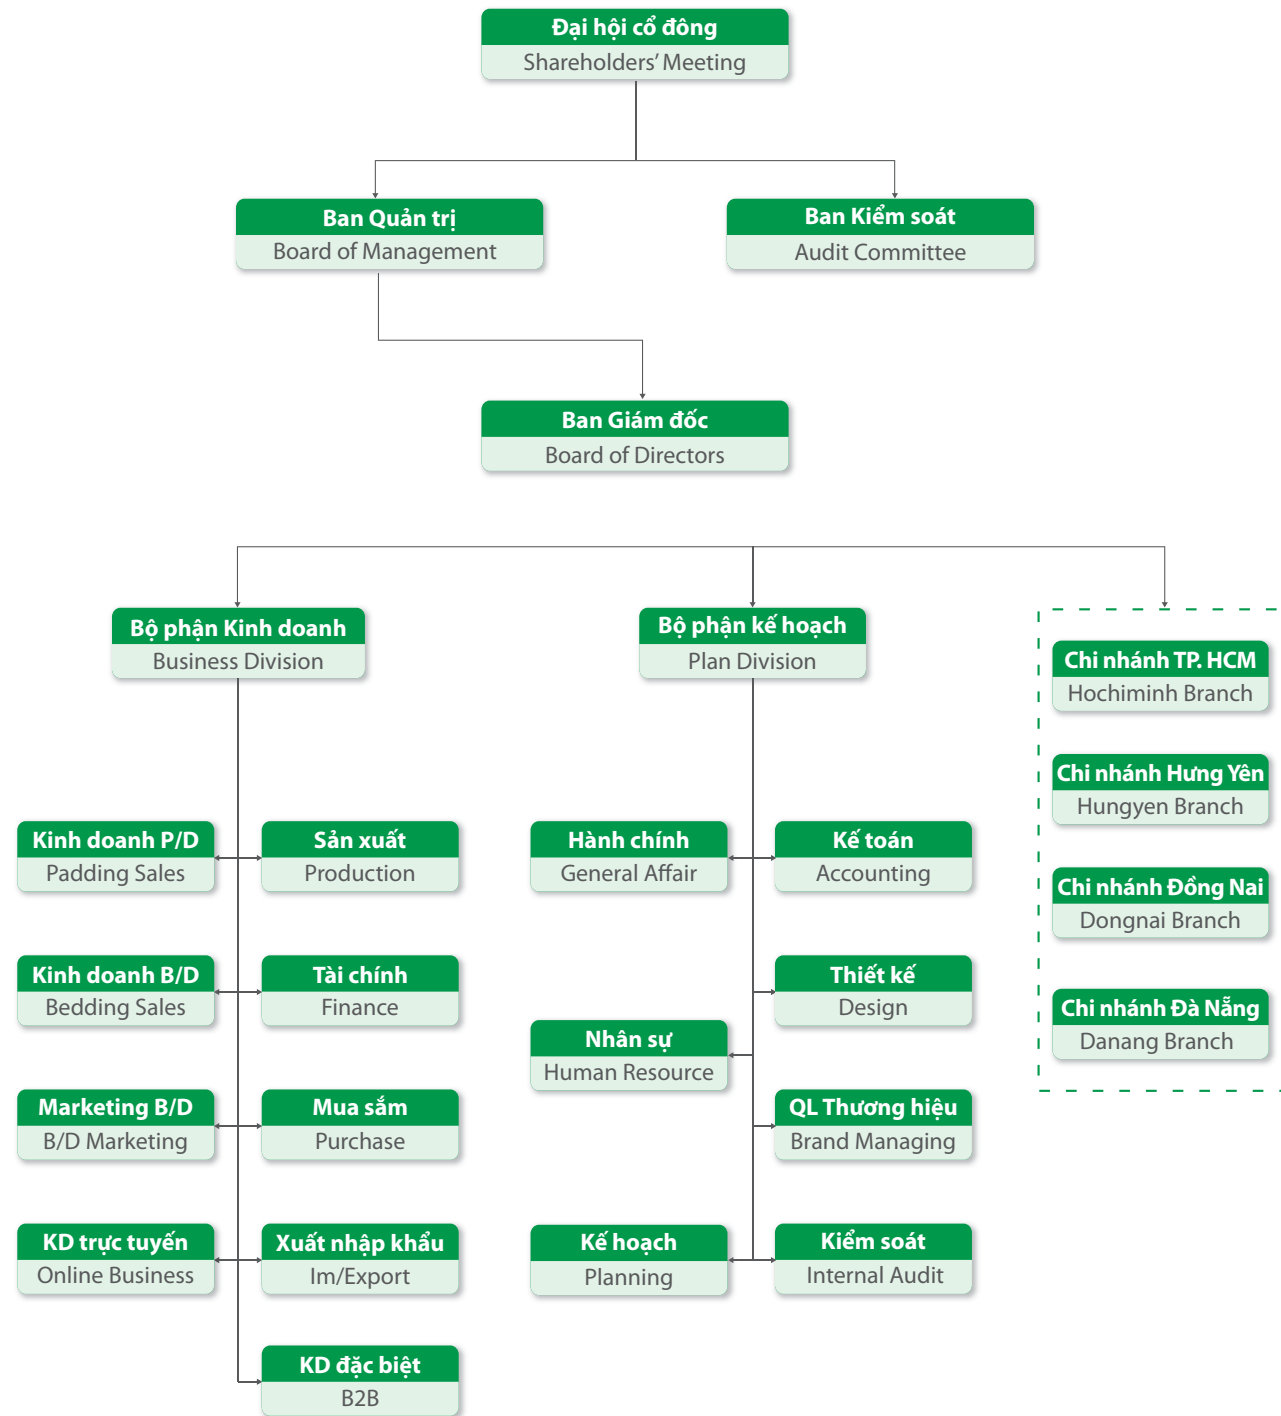 Đại hội cổ đông
Shareholders’ Meeting
Ban Quản trị
Board of Management
Ban Kiểm soát
Audit Committee
Ban Giám đốc
Board of Directors
Bộ phận Kinh doanh
Business Division
Bộ phận kế hoạch
Plan Division
Chi nhánh TP. HCM
Hochiminh Branch
Chi nhánh Hưng Yên
Hungyen Branch
Chi nhánh Đồng Nai
Dongnai Branch
Chi nhánh Đà Nẵng
Danang Branch
Kinh doanh P/D
Padding Sales
Sản xuất
Production
Kinh doanh B/D
Bedding Sales
Tài chính
Finance
Marketing B/D
B/D Marketing
Mua sắm
Purchase
KD trực tuyến
Online Business
Xuất nhập khẩu
Im/Export
KD đặc biệt
B2B
Hành chính
General Affair
Kế toán
Accounting
Thiết kế
Design
Nhân sự
Human Resource
QL Thương hiệu
Brand Managing
Kế hoạch
Planning
Kiểm soát
Internal Audit